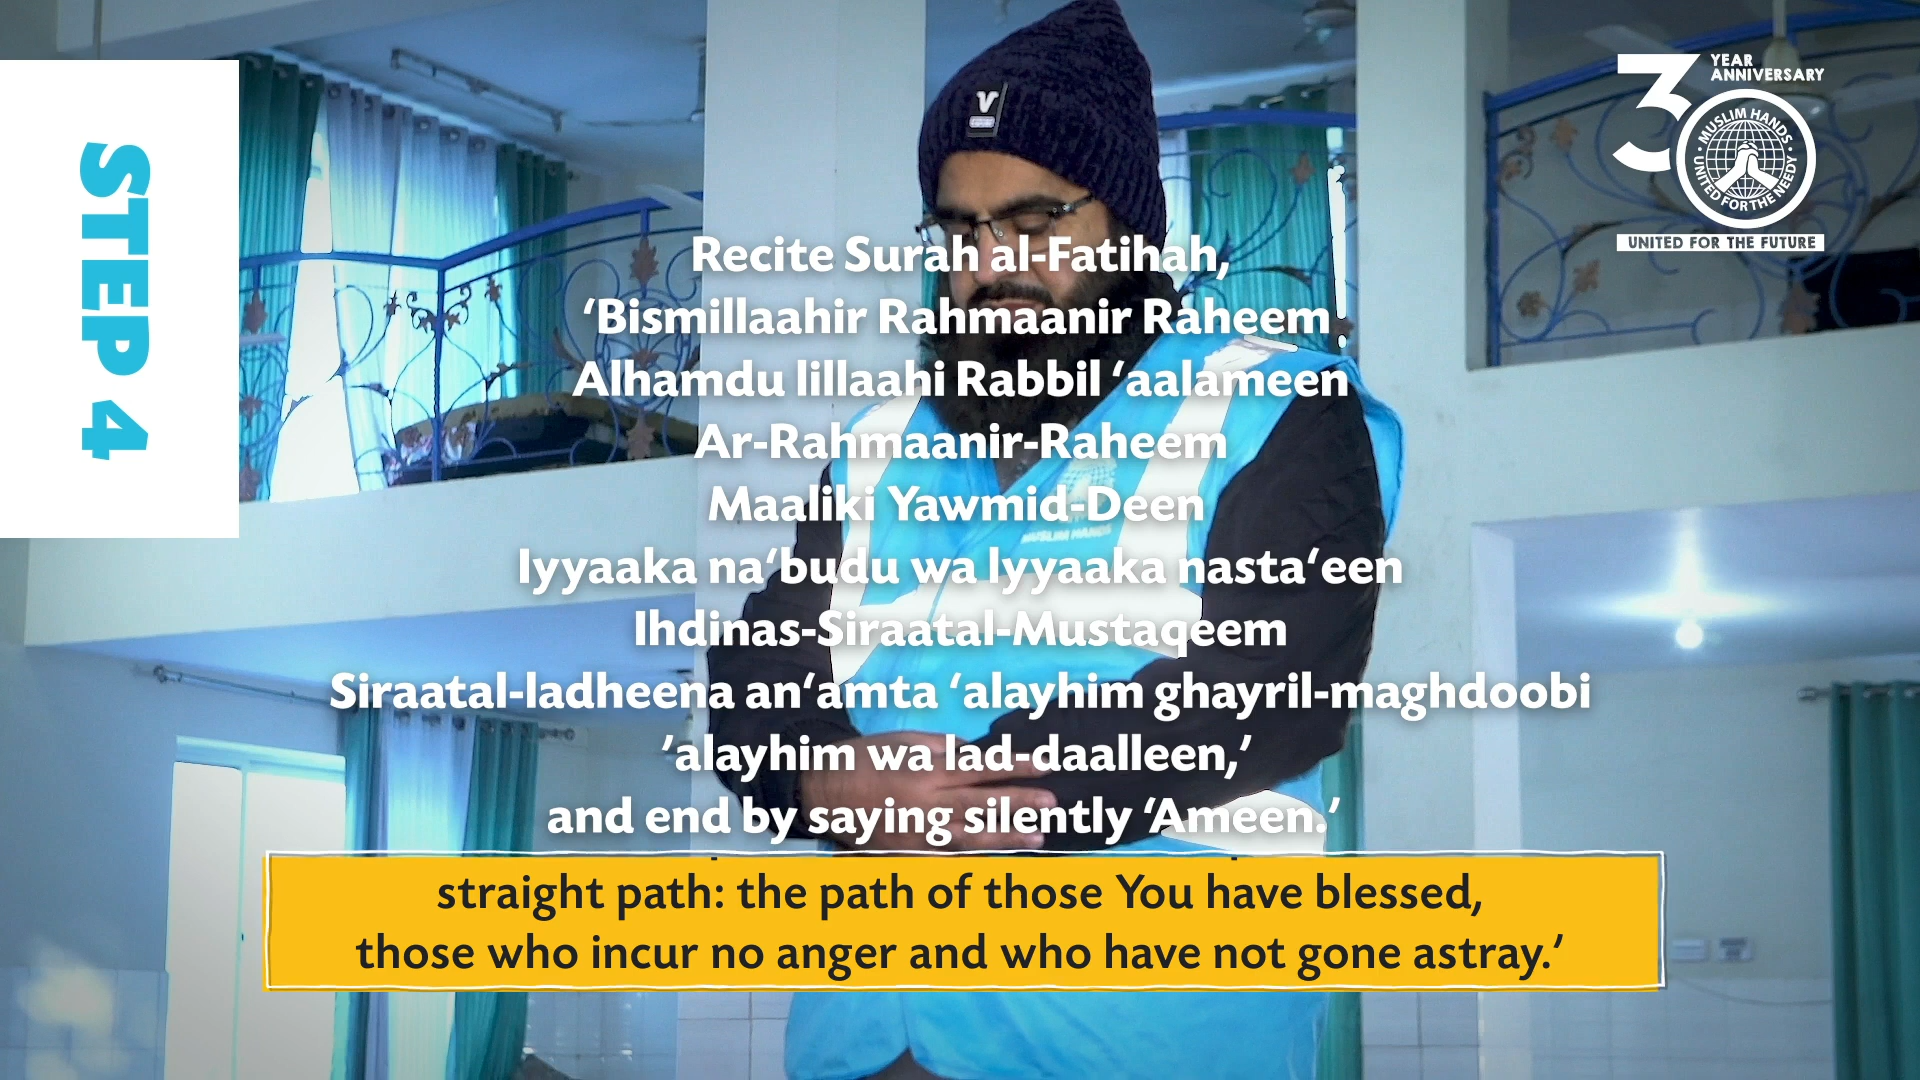 STEP 4
30 YEAR
ANNIVERSARY
MUSLIM HANDS
UNITED FOR THE NEEDY
UNITED FOR THE FUTURE
Recite Surah al-Fatihah,
‘Bismillaahir Rahmaanir Raheem
Alhamdu lillaahi Rabbil ‘aalameen
Ar-Rahmaanir-Raheem
Maaliki Yawmid-Deen
Iyyaaka na‘budu wa Iyyaaka nasta‘een
Ihdinas-Siraatal-Mustaqeem
Siraatal-ladheena an‘amta ‘alayhim ghayril-maghdoobi
’alayhim wa lad-daalleen,’
and end by saying silently ‘Ameen.’
MUSLIM HANDS
straight path: the path of those You have blessed,
those who incur no anger and who have not gone astray.’